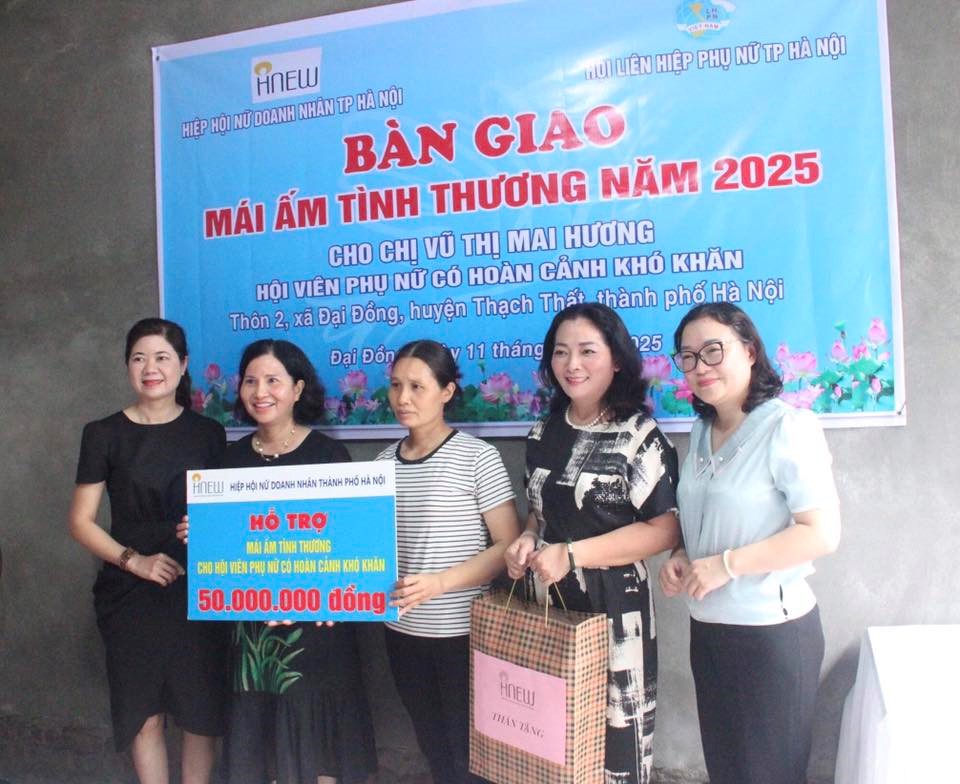 HNEW
LHPN
VIỆT NAM
HIỆP HỘI NỮ DOANH NHÂN TP HÀ NỘI
HỘI LIÊN HIỆP PHỤ NỮ TP HÀ NỘI
BÀN GIAO
MÁI ẤM TÌNH THƯƠNG NĂM 2025
CHO CHỊ VŨ THỊ MAI HƯƠNG
HỘI VIÊN PHỤ NỮ CÓ HOÀN CẢNH KHÓ KHĂN
Thôn 2, xã Đại Đồng, huyện Thạch Thất, thành phố Hà Nội
Đại Đồng 11 tháng 2025
HNEW HIỆP HỘI NỮ DOANH NHÂN THÀNH PHỐ HÀ NỘI
HỖ TRỢ
MÁI ẤM TÌNH THƯƠNG
CHO HỘI VIÊN PHỤ NỮ CÓ HOÀN CẢNH KHÓ KHĂN
50.000.000 đồng
HNEW
THÂN TẶNG